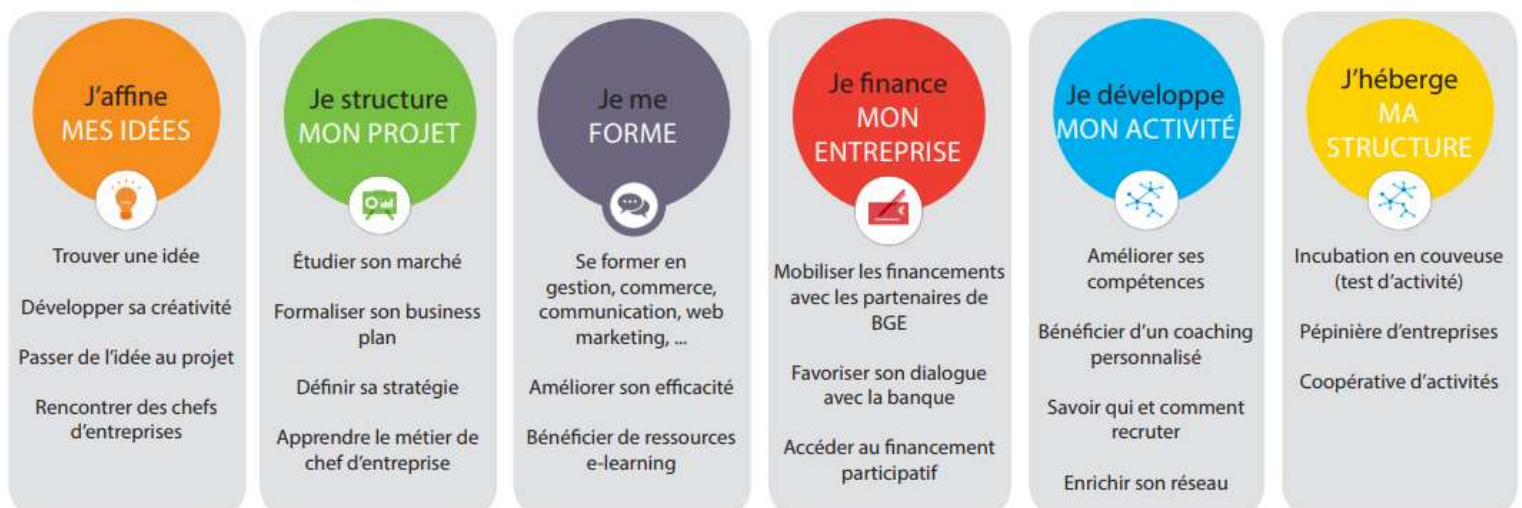 J'affine
MES IDÉES
Trouver une idée
Développer sa créativité
Passer de l'idée au projet
Rencontrer des chefs
d'entreprises
Je structure
MON PROJET
Étudier son marché
Formaliser son business
plan
Définir sa stratégie
Apprendre le métier de
chef d'entreprise
Je me
FORME
Se former en
gestion, commerce,
communication, web
marketing, ...
Améliorer son efficacité
Bénéficier de ressources
e-learning
Je finance
MON
ENTREPRISE
€
Mobiliser les financements
avec les partenaires de
BGE
Favoriser son dialogue
avec la banque
Accéder au financement
participatif
Je développe
MON ACTIVITÉ
Améliorer ses
compétences
Bénéficier d'un coaching
personnalisé
Savoir qui et comment
recruter
Enrichir son réseau
J'héberge
MA
STRUCTURE
Incubation en couveuse
(test d'activité)
Pépinière d'entreprises
Coopérative d'activités